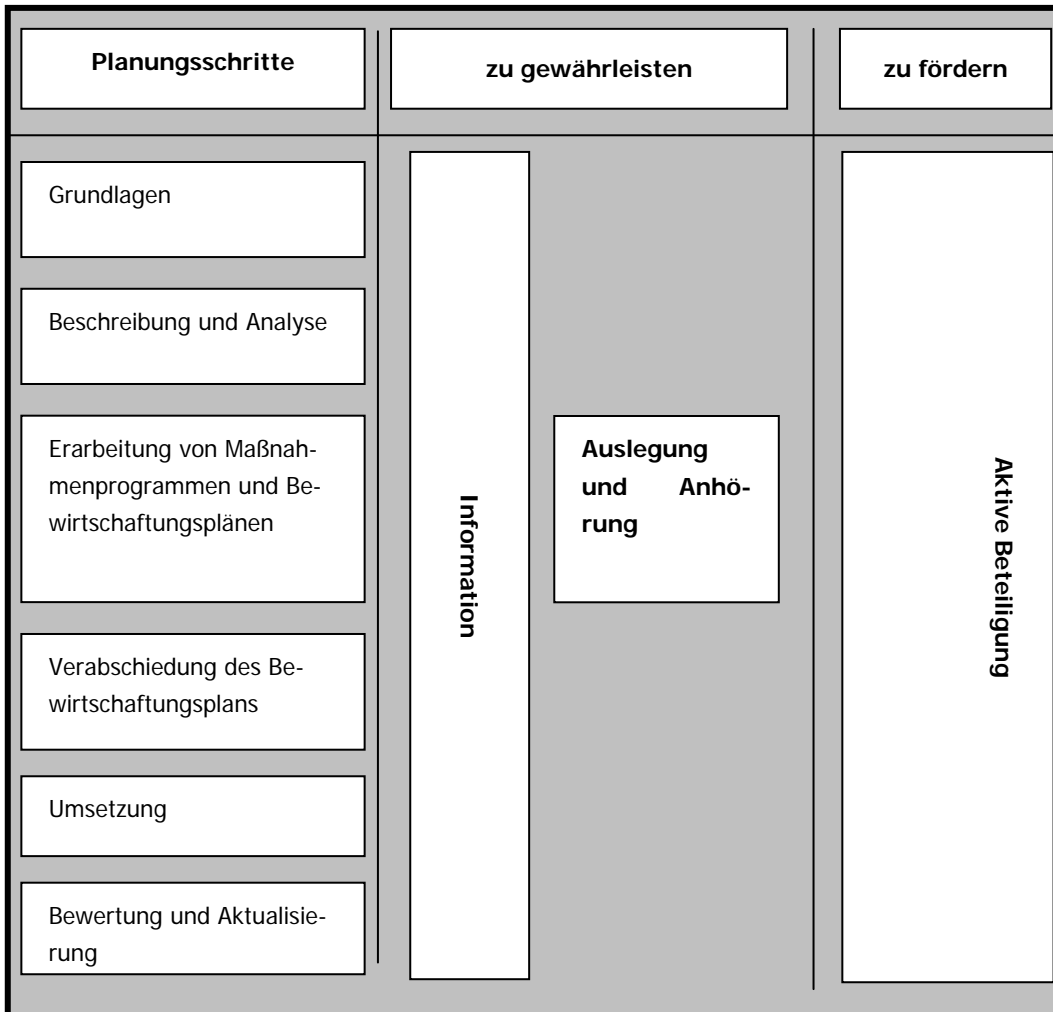 Planungsschritte
zu gewährleisten
zu fördern
Grundlagen
Beschreibung und Analyse
Erarbeitung von Maßnah-
menprogrammen und Be-
wirtschaftungsplänen
Verabschiedung des Be-
wirtschaftungsplans
Umsetzung
Bewertung und Aktualisie-
rung
Information
Auslegung
und Anhö-
rung
Aktive Beteiligung